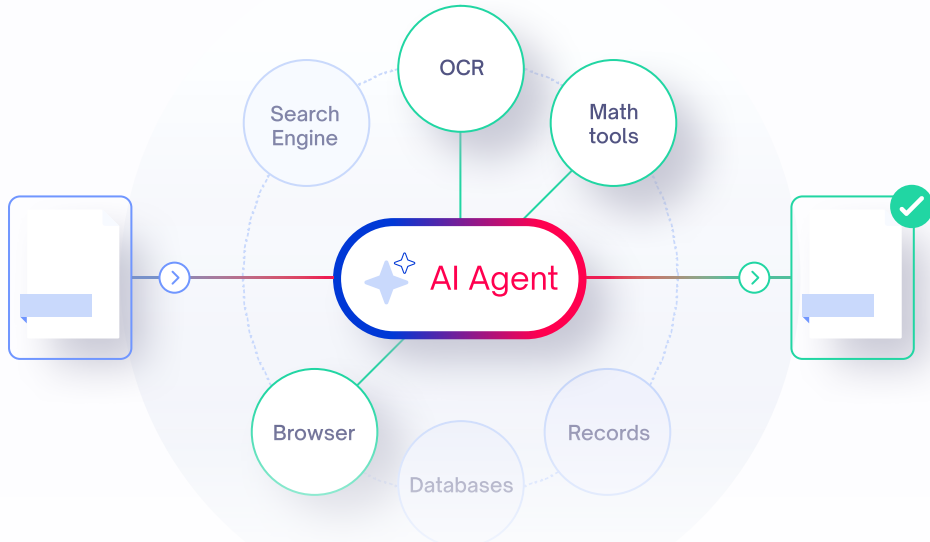 OCR
Math
tools
Search
Engine
AI Agent
Browser
Records
Databases